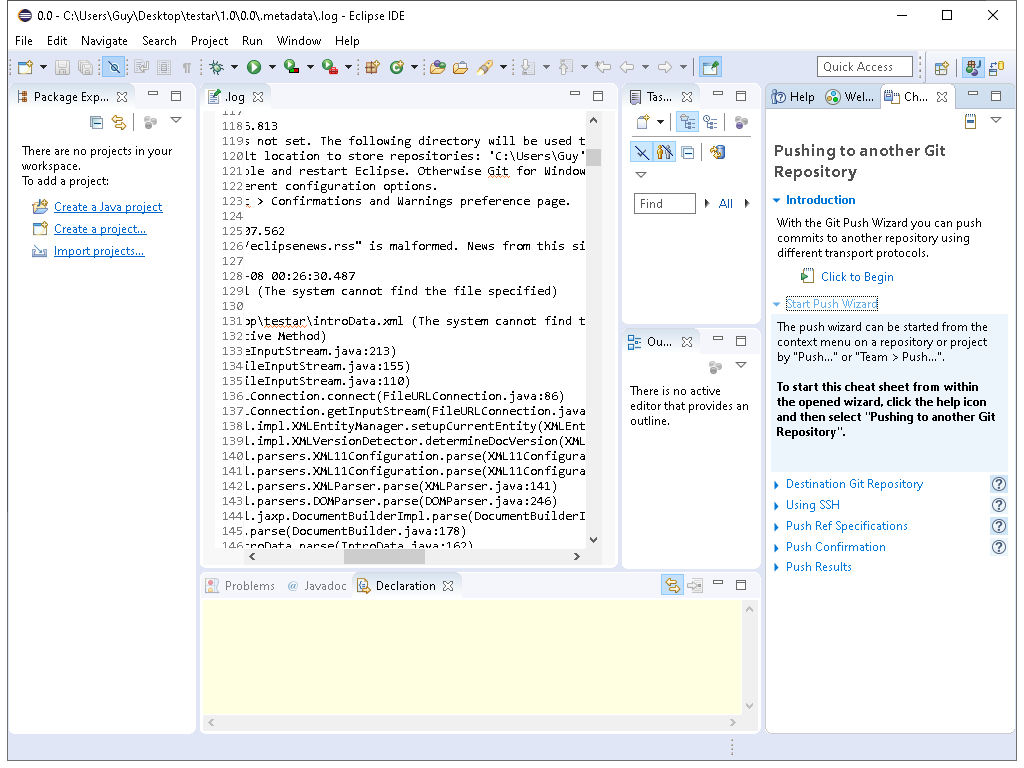 0.0 - C:\Users\Guy\Desktop\testar\1.0\0.0\.metadata\.log - Eclipse IDE
File Edit Navigate Search Project Run Window Help
Quick Access
Package Exp...
There are no projects in your
workspace.
To add a project:
Create a Java project
Create a project...
Import projects...
.log
117
118 5.813
119 s not set. The following directory will be used t
120 lt location to store repositories: 'C:\Users\Guy'
121 ole and restart Eclipse. Otherwise Git for Window
122 erent configuration options.
123 : > Confirmations and Warnings preference page.
124
125 07.562
126 /eclipsenews.rss" is malformed. News from this si
127
128 -08 00:26:30.487
129 l (The system cannot find the file specified)
130
131 op\testar\introData.xml (The system cannot find t
132 tive Method)
133 eInputStream.java:213)
134 ileInputStream.java:155)
135 ileInputStream.java:110)
136 .Connection.connect(FileURLConnection.java:86)
137 .Connection.getInputStream(FileURLConnection.java
138 l.impl.XMLEntityManager.setupCurrentEntity(XMLEnt
139 l.impl.XMLVersionDetector.determineDocVersion(XML
140 l.parsers.XML11Configuration.parse(XML11Configura
141 l.parsers.XML11Configuration.parse(XML11Configura
142 l.parsers.XMLParser.parse(XMLParser.java:141)
143 l.parsers.DOMParser.parse(DOMParser.java:246)
144 l.jaxp.DocumentBuilderImpl.parse(DocumentBuilderI
145 .parse(DocumentBuilder.java:178)
146 troData.parse(IntroData.java:162)
Tas...
Find All
Ou...
There is no active
editor that provides an
outline.
Problems @ Javadoc Declaration
Help Wel... Ch...
Pushing to another Git
Repository
Introduction
With the Git Push Wizard you can push
commits to another repository using
different transport protocols.
Click to Begin
Start Push Wizard
The push wizard can be started from the
context menu on a repository or project
by "Push..." or "Team > Push...".
To start this cheat sheet from within
the opened wizard, click the help icon
and then select "Pushing to another Git
Repository".
Destination Git Repository
Using SSH
Push Ref Specifications
Push Confirmation
Push Results